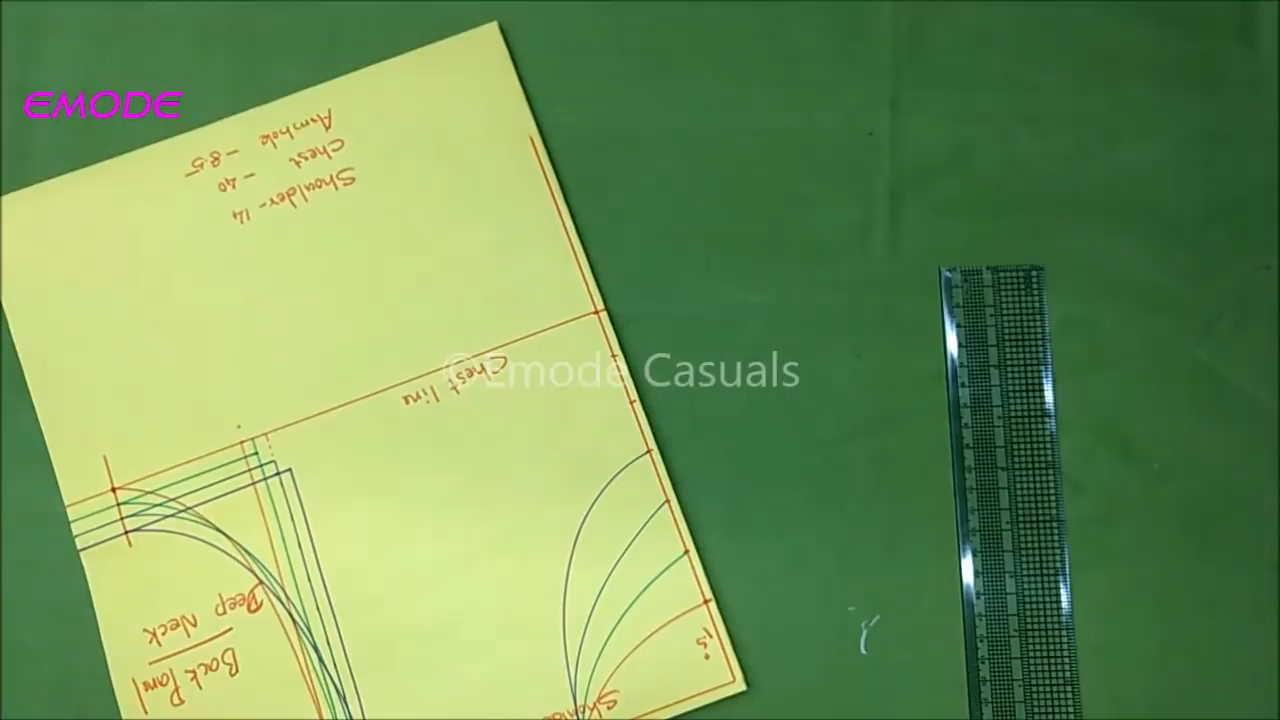 EMODE
Shoulder - 14
Chest - 40
Armhole - 8.5
©Emode Casuals
Chest line
Back Panel
Deep Neck
1.5"